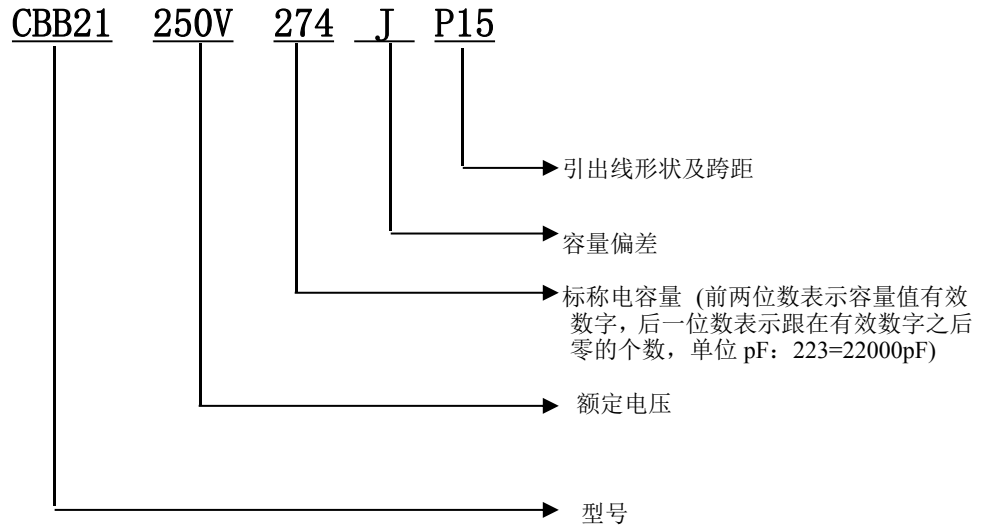 CBB21 250V 274 J P15
引出线形状及跨距
容量偏差
标称电容量 (前两位数表示容量值有效
数字，后一位数表示跟在有效数字之后
零的个数，单位 pF：223=22000pF)
额定电压
型号